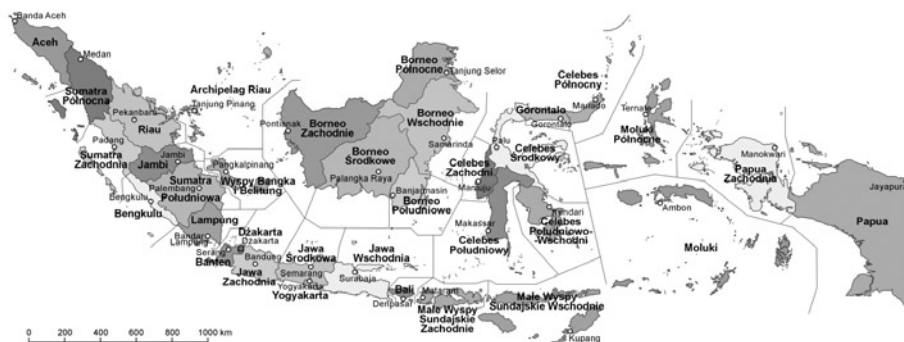 Banda Aceh
Aceh
Medan
Sumatra
Północna
Archipelag Riau
Tanjung Pinang
Pekanbaru
Riau
Padang
Sumatra
Zachodnia
Jambi
Jambi
Pangkalpinang
Wyspy Bangka
i Belitung
Sumatra
Południowa
Palembang
Bengkulu
Bengkulu
Lampung
Bandar
Lampung
Dżakarta
Dżakarta
Serang
Banten
Bandung
Jawa
Zachodnia
Jawa
Środkowa
Semarang
Yogyakarta
Yogyakarta
Jawa
Wschodnia
Surabaja
Bali
Denpasar
Mataram
Małe Wyspy
Sundajskie
Zachodnie
Małe Wyspy
Sundajskie Wschodnie
Kupang
Borneo
Północne
Tanjung Selor
Borneo
Zachodnie
Pontianak
Borneo
Wschodnie
Samarinda
Borneo
Środkowe
Palangka Raya
Banjarmasin
Borneo
Południowe
Celebes
Północny
Manado
Gorontalo
Gorontalo
Palu
Celebes
Środkowy
Celebes
Zachodni
Mamuju
Kendari
Celebes
Południowo-
Wschodni
Makassar
Celebes
Południowy
Ternate
Moluki
Północne
Ambon
Moluki
Manokwari
Papua
Zachodnia
Jayapura
Papua
0 200 400 600 800 1000 km